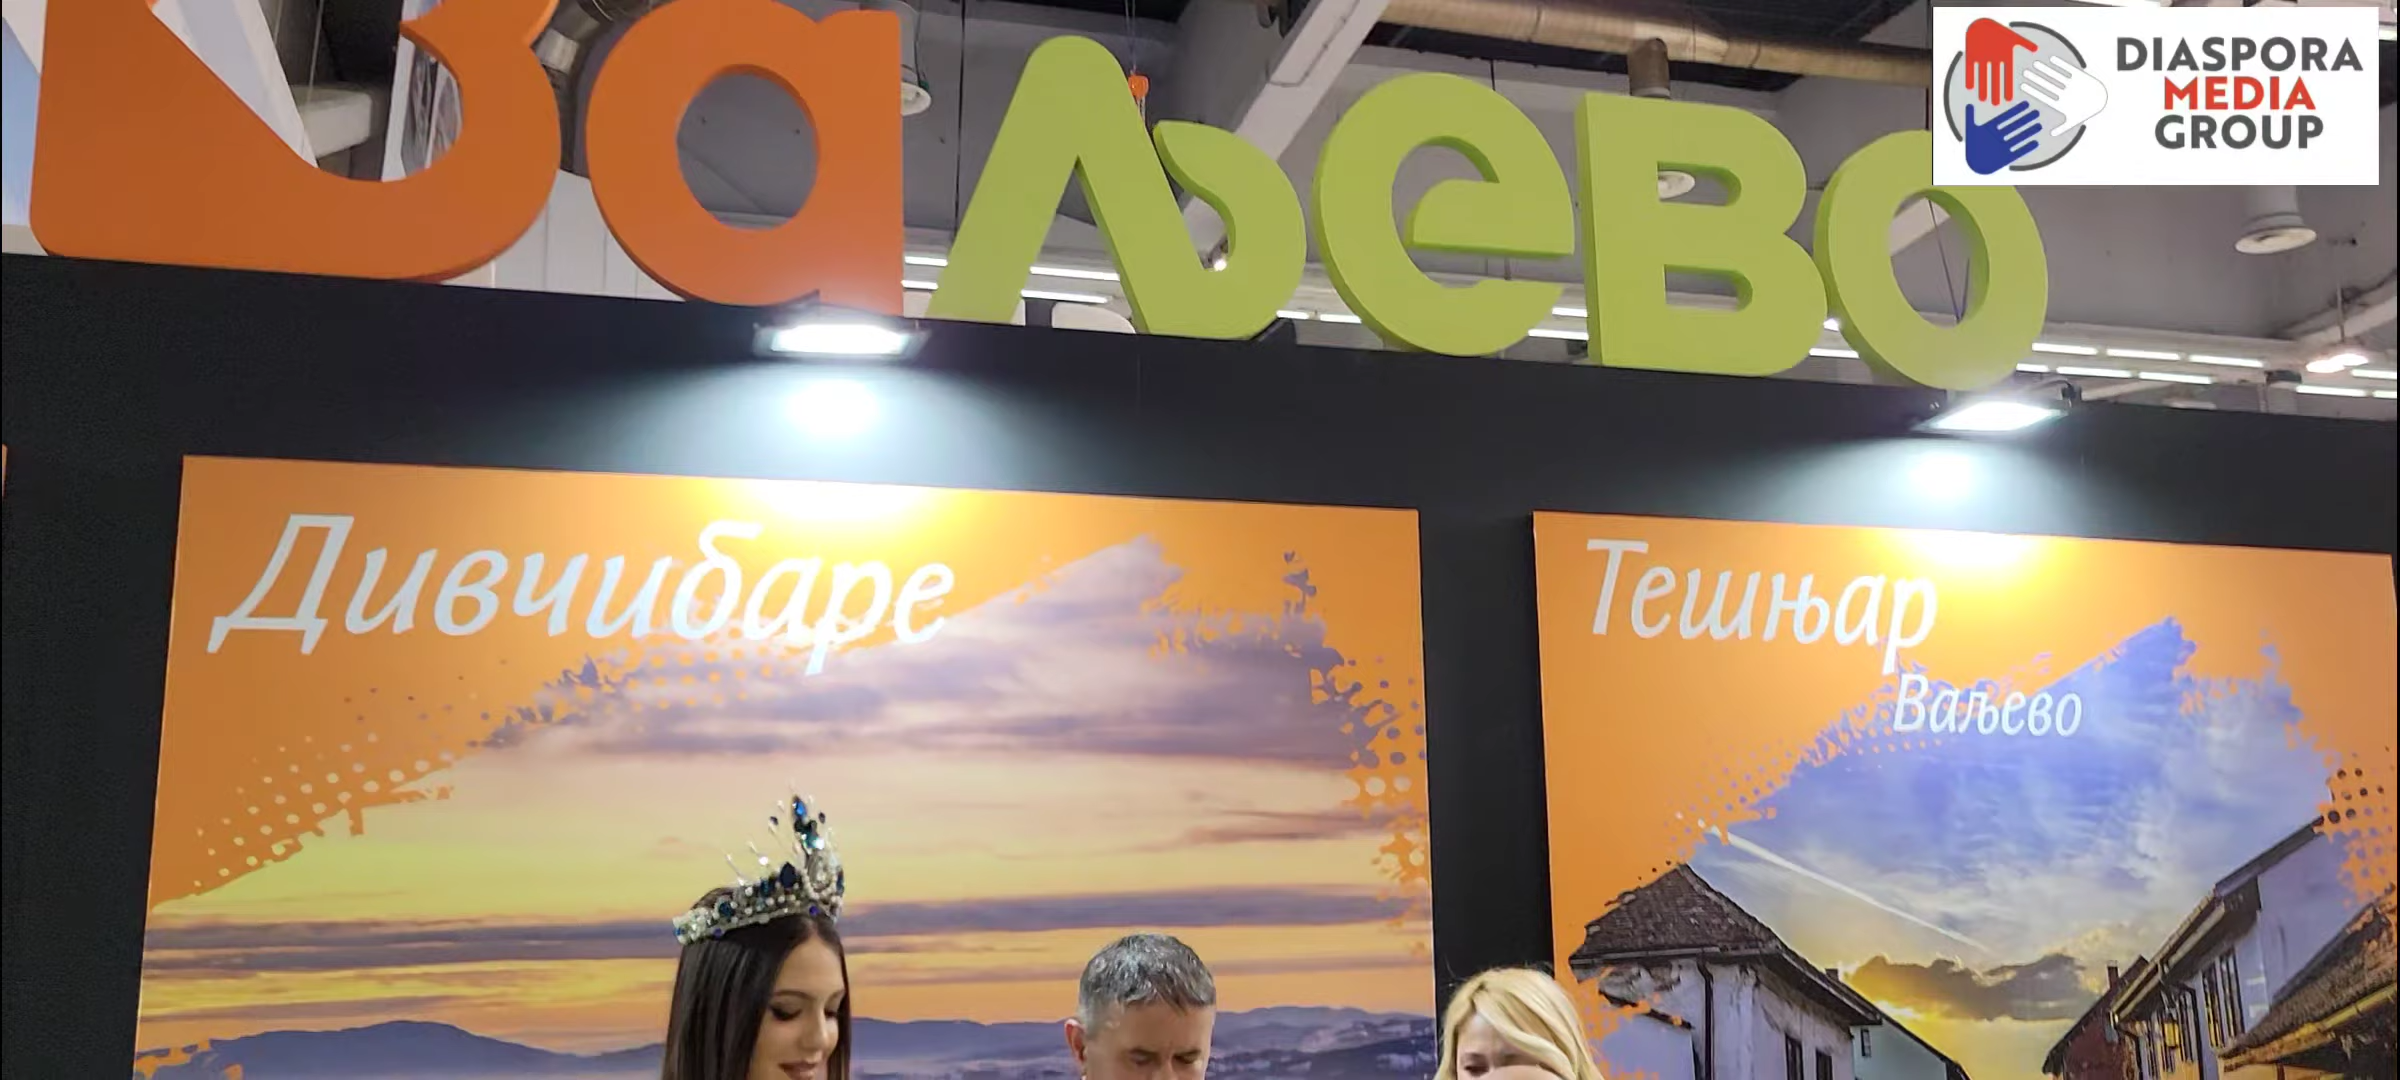 Ваљево
DIASPORA
MEDIA
GROUP
Дивчибаре
Тешњар
Ваљево